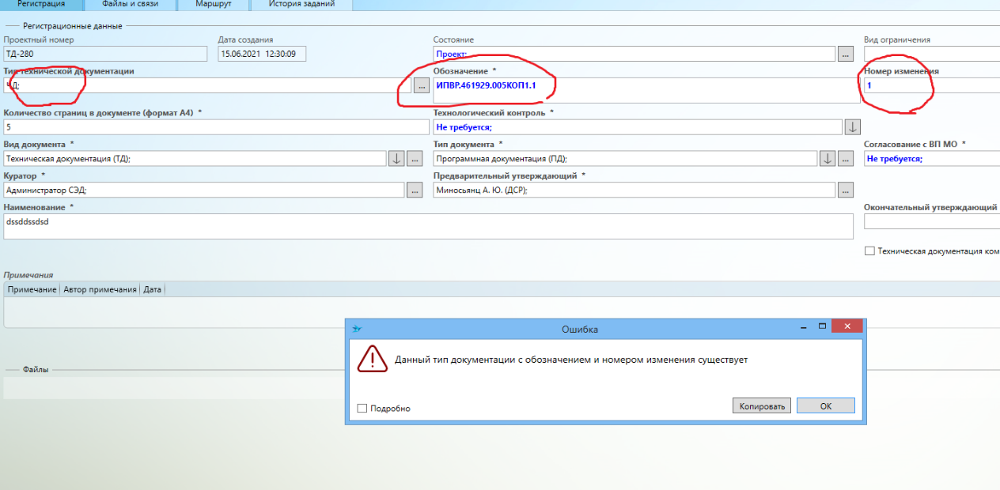 Регистрация Файлы и связи Маршрут История заданий
Регистрационные данные
Проектный номер Дата создания Состояние Вид ограничения
ТД-280 15.06.2021 12:30:09 Проект; ...
Тип технической документации Обозначение * Номер изменения
ЧД; ... ИПВР.461929.005КОП1.1 1
Количество страниц в документе (формат А4) * Технологический контроль *
5 Не требуется;
Вид документа * Тип документа * Согласование с ВП МО *
Техническая документация (ТД); ... Программная документация (ПД); ... Не требуется;
Куратор * Предварительный утверждающий *
Администратор СЭД; ... Миносьянц А. Ю. (ДСР); ...
Наименование * Окончательный утверждающий
dssddssdsd
Техническая документация ком
Примечания
Примечание Автор примечания Дата
Ошибка
Данный тип документации с обозначением и номером изменения существует
Файлы
Подробно Копировать ОК